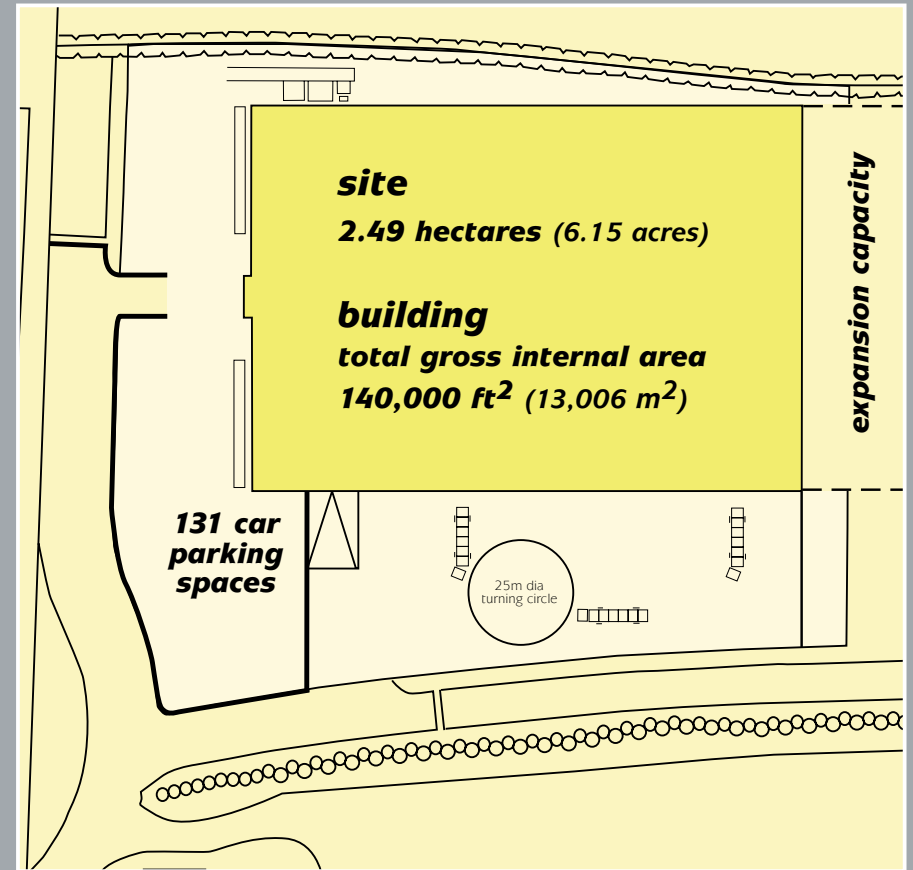 site
2.49 hectares (6.15 acres)
building
total gross internal area
140,000 ft² (13,006 m²)
expansion capacity
131 car
parking
spaces
25m dia
turning circle